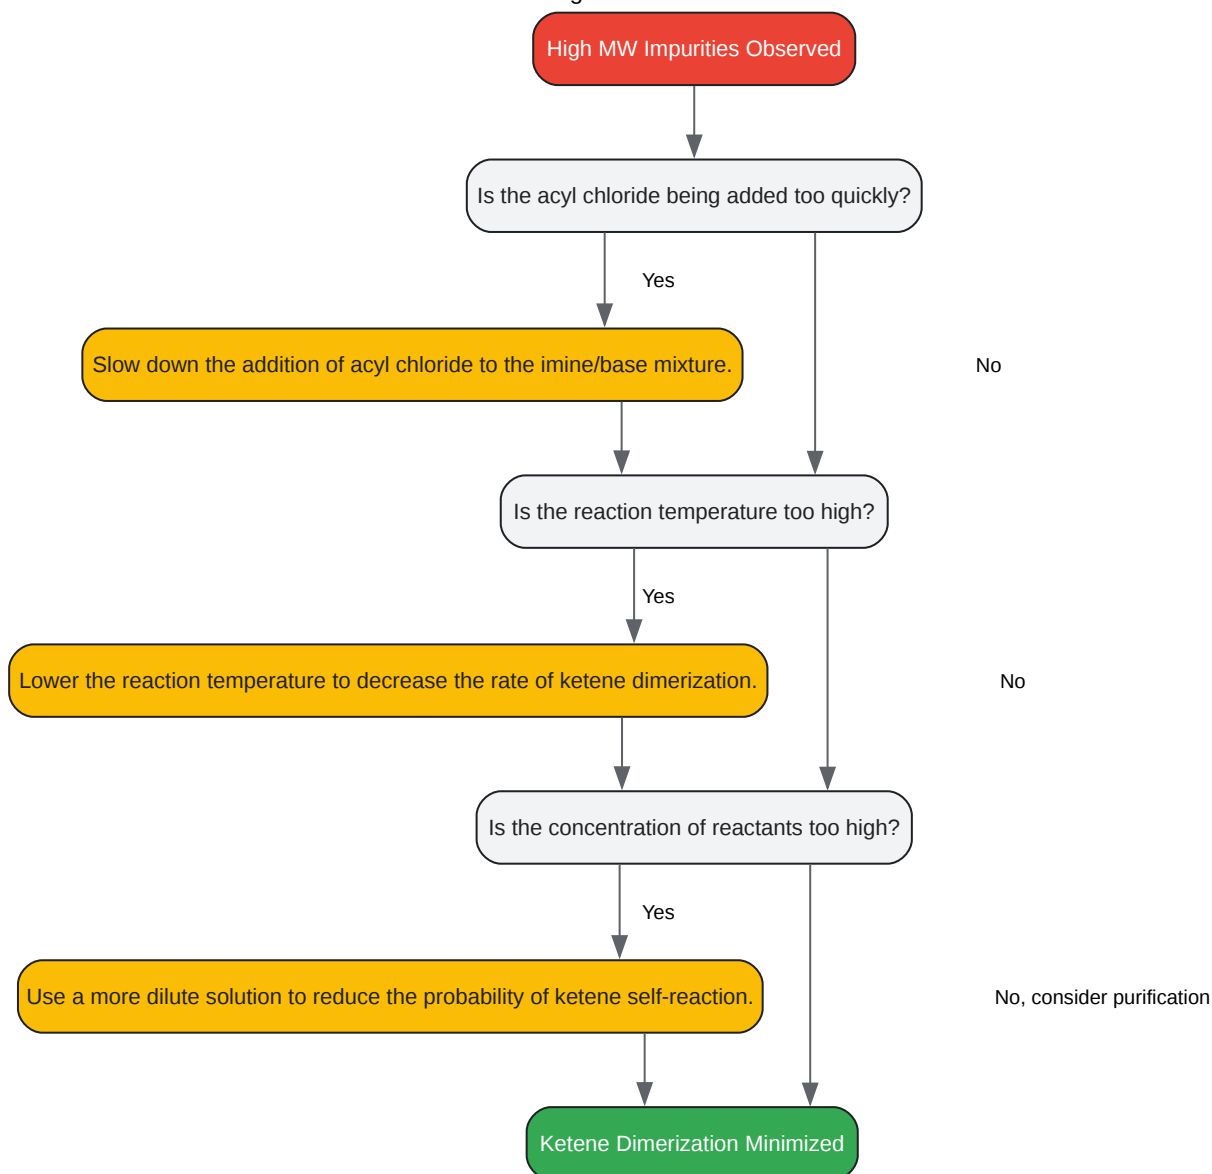 High MW Impurities Observed
Is the acyl chloride being added too quickly?
Yes
Slow down the addition of acyl chloride to the imine/base mixture.
No
Is the reaction temperature too high?
Yes
Lower the reaction temperature to decrease the rate of ketene dimerization.
No
Is the concentration of reactants too high?
Yes
Use a more dilute solution to reduce the probability of ketene self-reaction.
No, consider purification
Ketene Dimerization Minimized